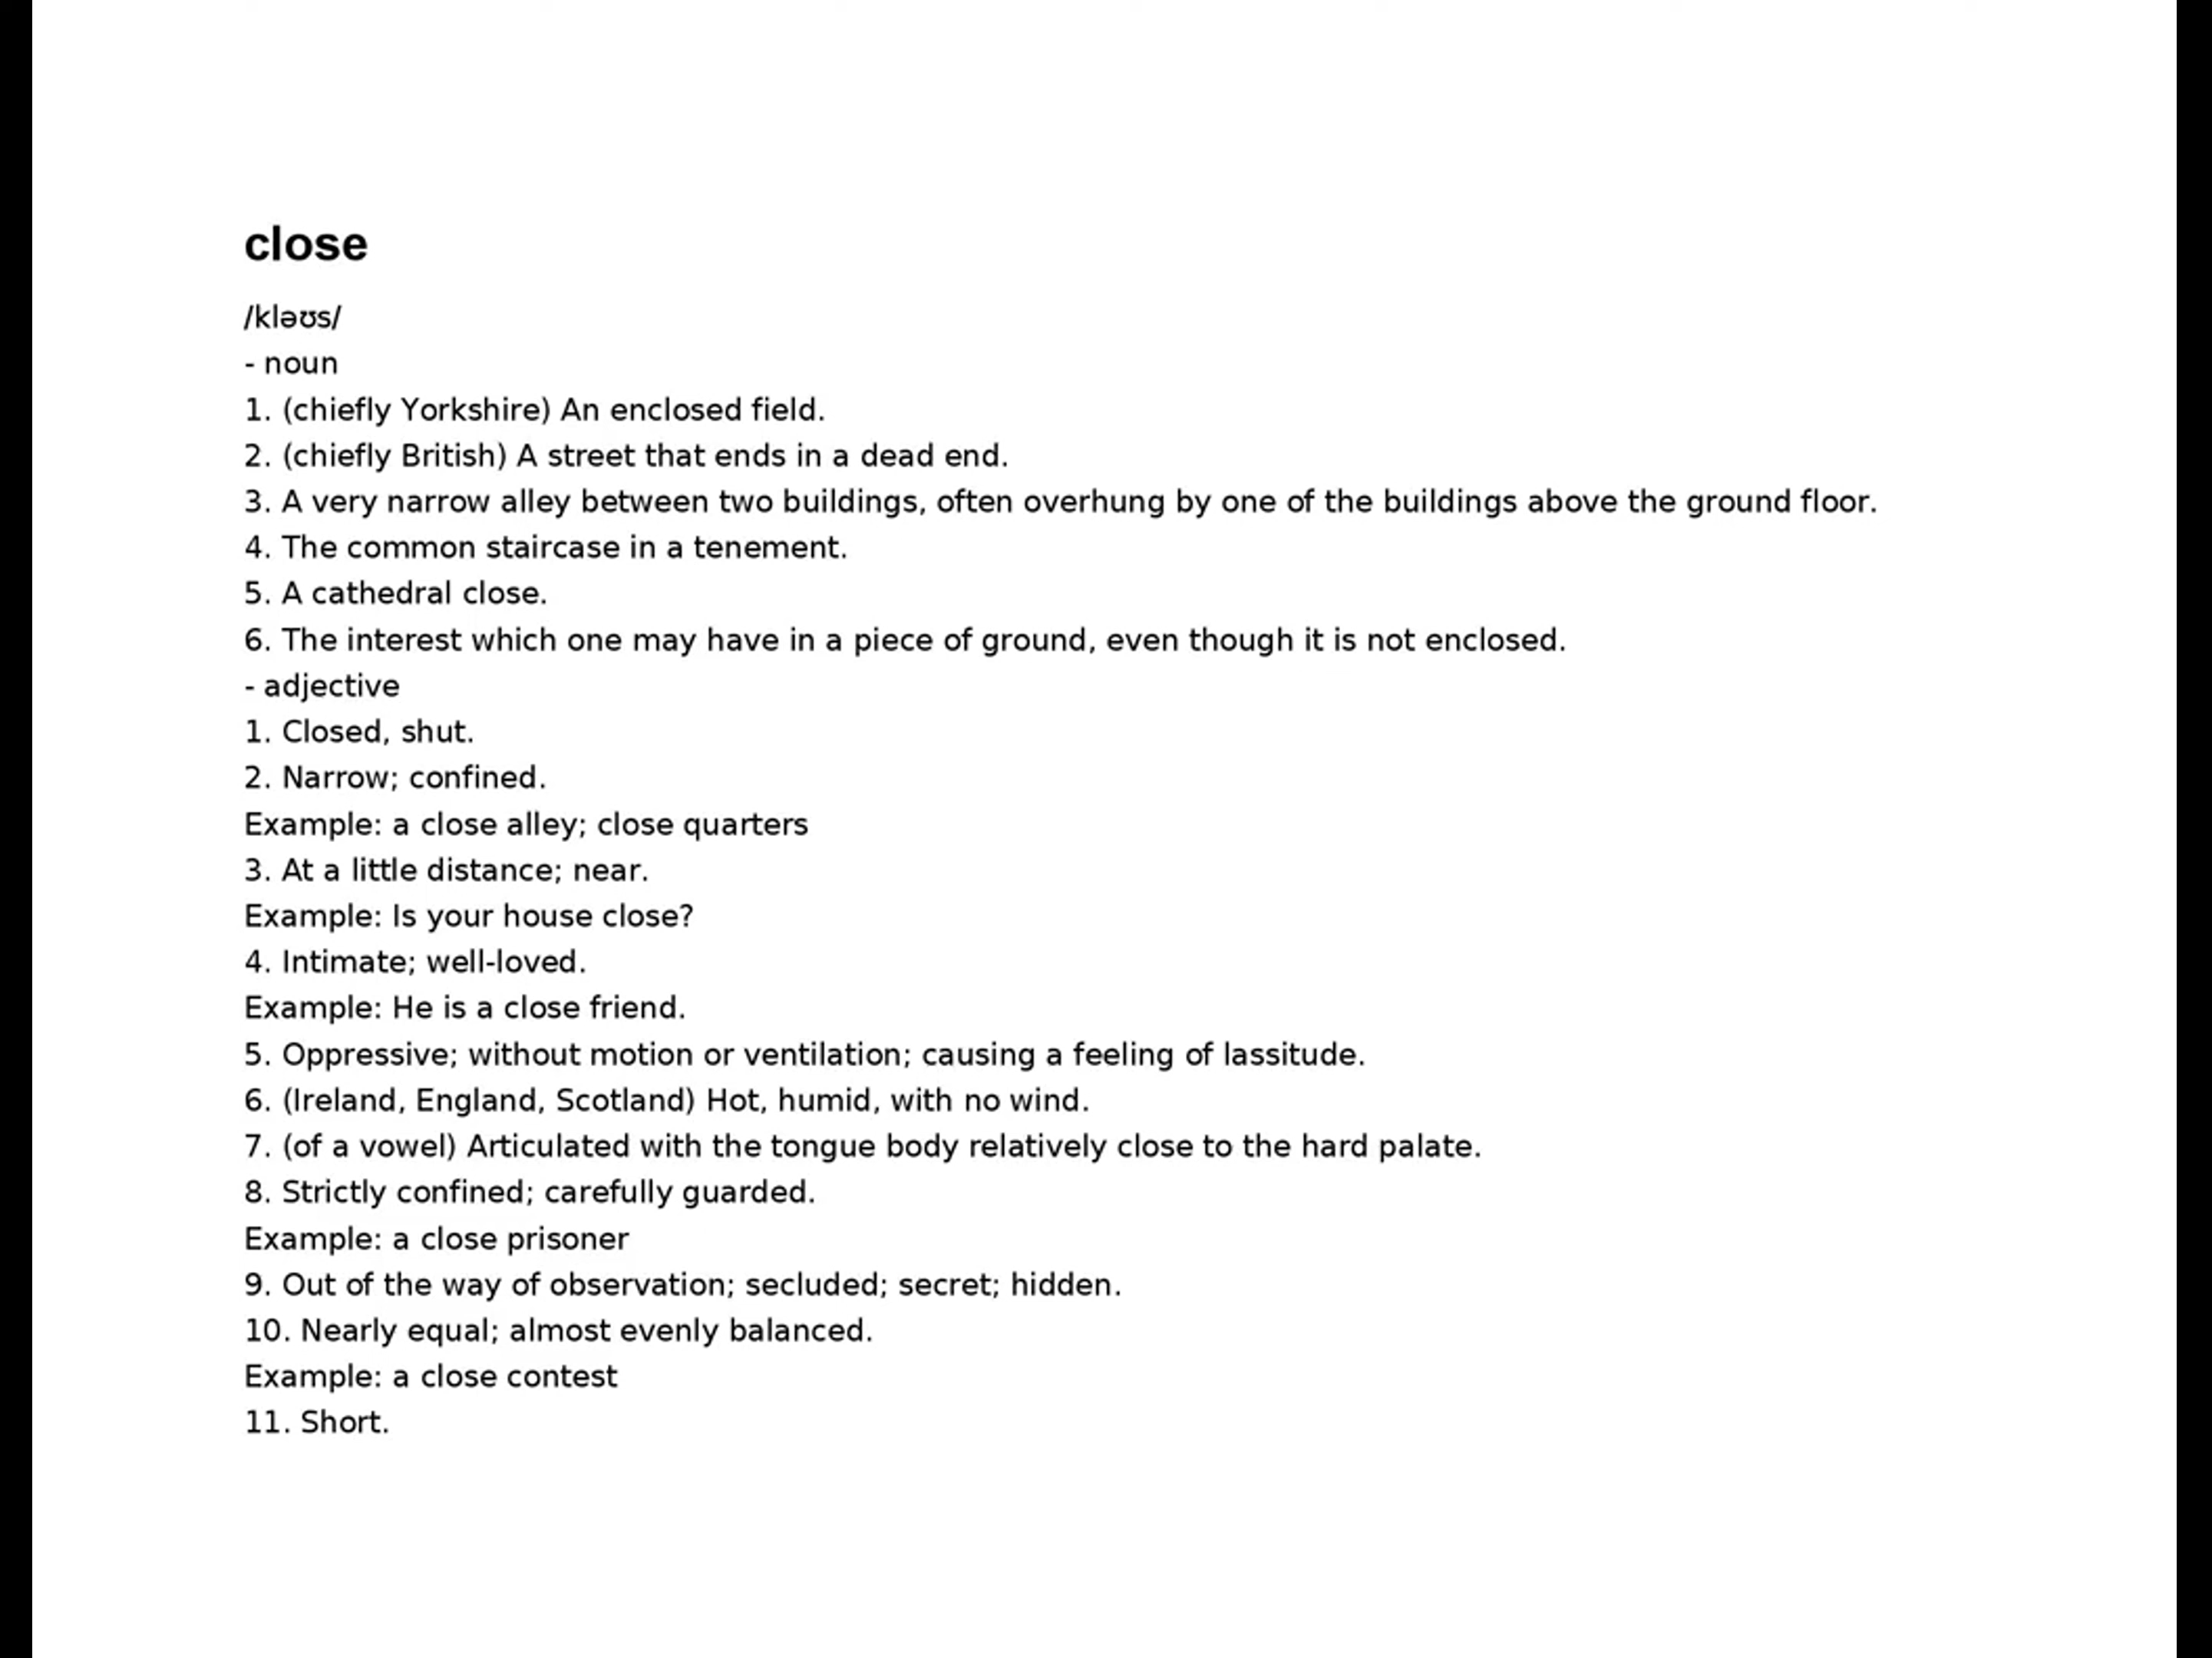 close
/kləʊs/
- noun
1. (chiefly Yorkshire) An enclosed field.
2. (chiefly British) A street that ends in a dead end.
3. A very narrow alley between two buildings, often overhung by one of the buildings above the ground floor.
4. The common staircase in a tenement.
5. A cathedral close.
6. The interest which one may have in a piece of ground, even though it is not enclosed.
- adjective
1. Closed, shut.
2. Narrow; confined.
Example: a close alley; close quarters
3. At a little distance; near.
Example: Is your house close?
4. Intimate; well-loved.
Example: He is a close friend.
5. Oppressive; without motion or ventilation; causing a feeling of lassitude.
6. (Ireland, England, Scotland) Hot, humid, with no wind.
7. (of a vowel) Articulated with the tongue body relatively close to the hard palate.
8. Strictly confined; carefully guarded.
Example: a close prisoner
9. Out of the way of observation; secluded; secret; hidden.
10. Nearly equal; almost evenly balanced.
Example: a close contest
11. Short.